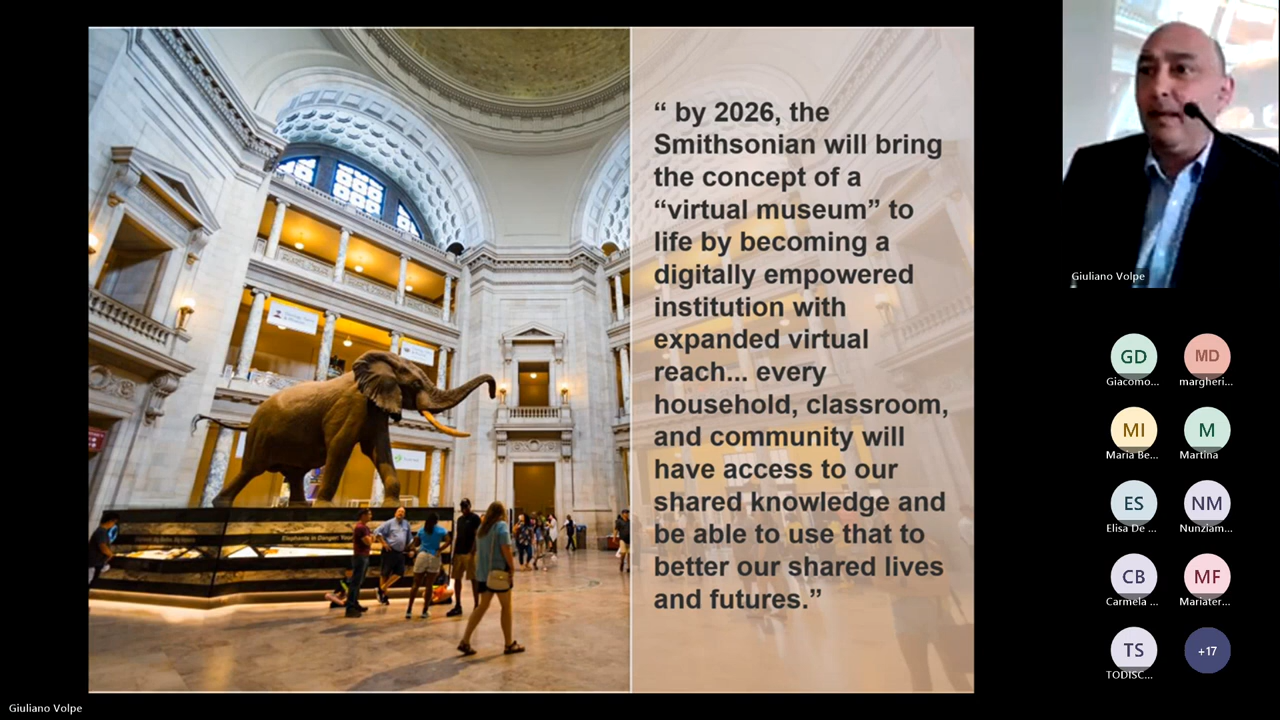 “ by 2026, the
Smithsonian will bring
the concept of a
“virtual museum” to
life by becoming a
digitally empowered
institution with
expanded virtual
reach... every
household, classroom,
and community will
have access to our
shared knowledge and
be able to use that to
better our shared lives
and futures.”
Elephants in Danger
Giuliano Volpe
GD
Giacomo...
MD
margheri...
MI
Maria Be...
M
Martina
ES
Elisa De ...
NM
Nunziam...
CB
Carmela ...
MF
Mariater...
TS
TODISC...
+17
Giuliano Volpe